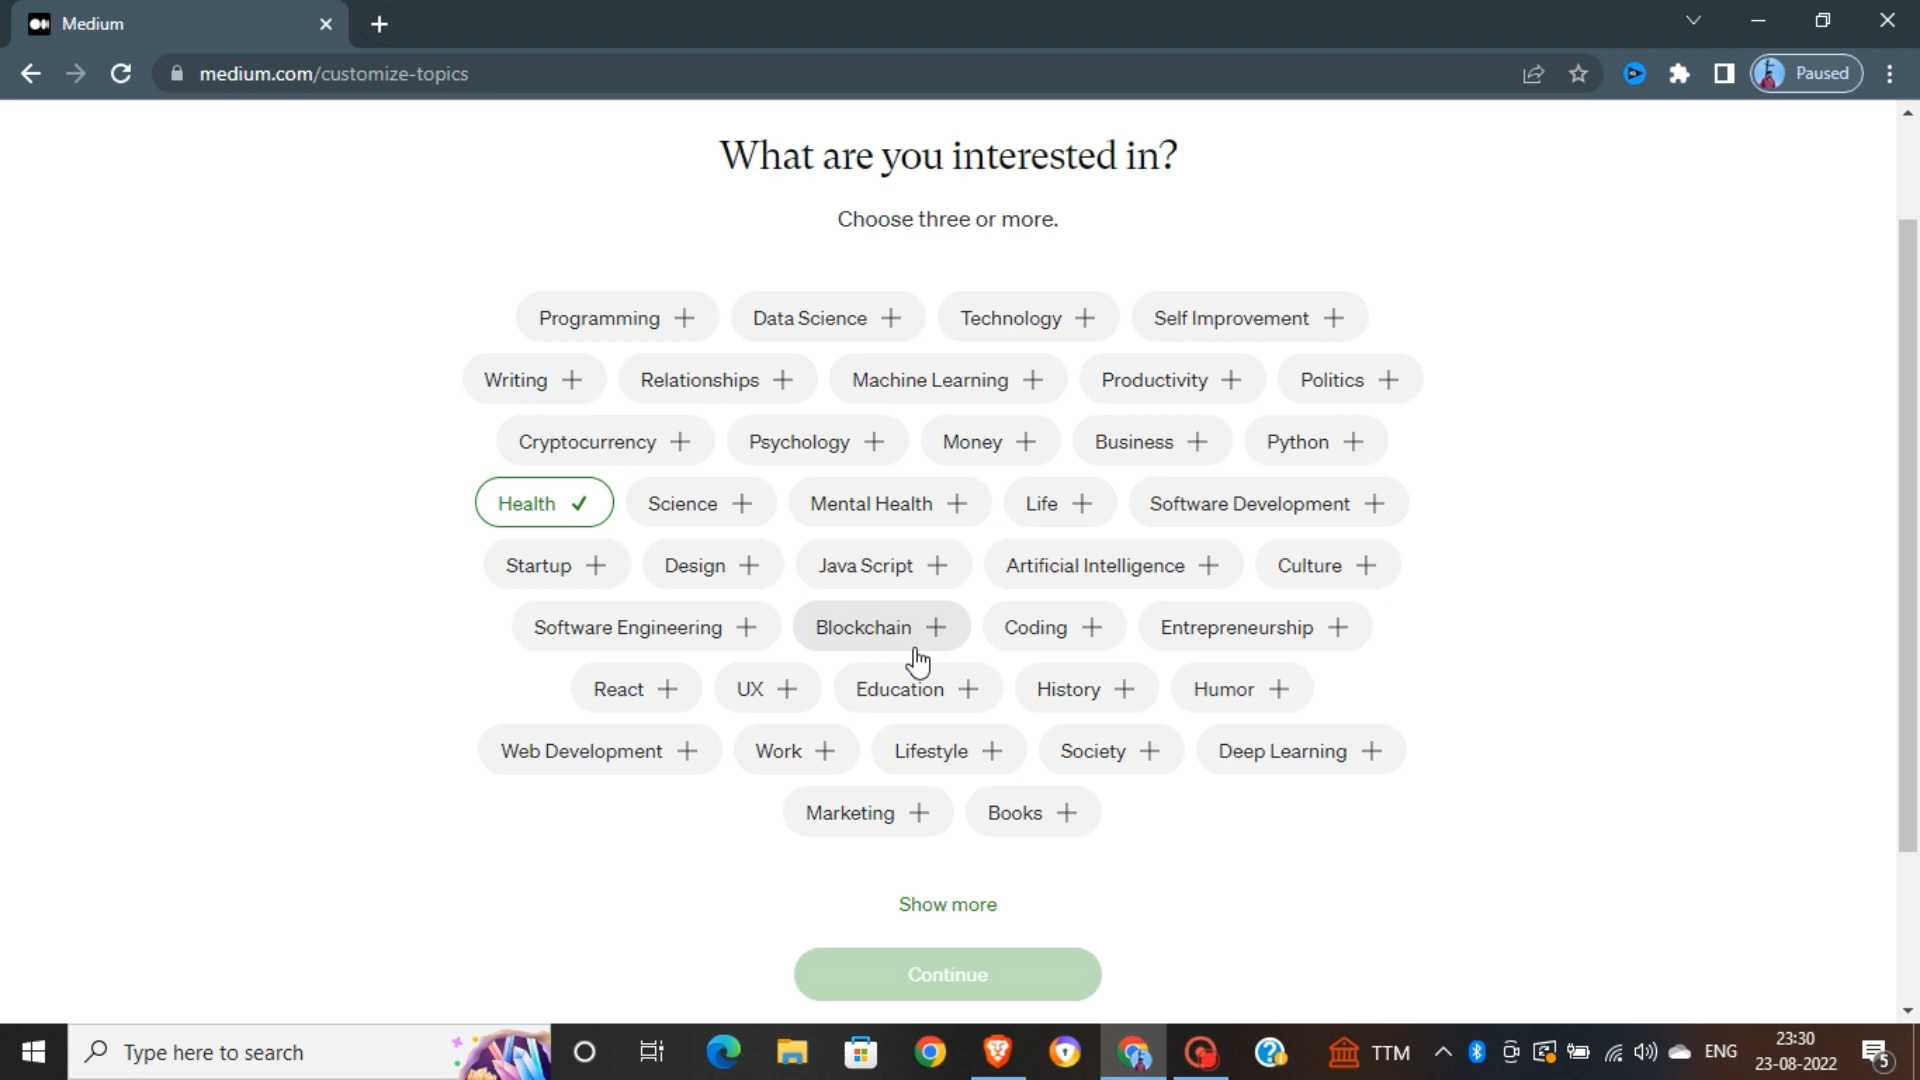 Medium
medium.com/customize-topics
Paused
What are you interested in?
Choose three or more.
Programming Data Science Technology Self Improvement
Writing Relationships Machine Learning Productivity Politics
Cryptocurrency Psychology Money Business Python
Health Science Mental Health Life Software Development
Startup Design Java Script Artificial Intelligence Culture
Software Engineering Blockchain Coding Entrepreneurship
React UX Education History Humor
Web Development Work Lifestyle Society Deep Learning
Marketing Books
Show more
Continue
Type here to search
TTM
ENG
23:30
23-08-2022
5